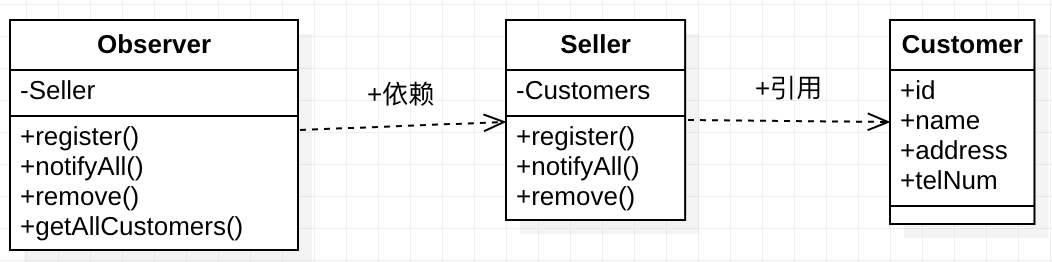 Observer
-Seller
+register()
+notifyAll()
+remove()
+getAllCustomers()
+依赖
Seller
-Customers
+register()
+notifyAll()
+remove()
+引用
Customer
+id
+name
+address
+telNum